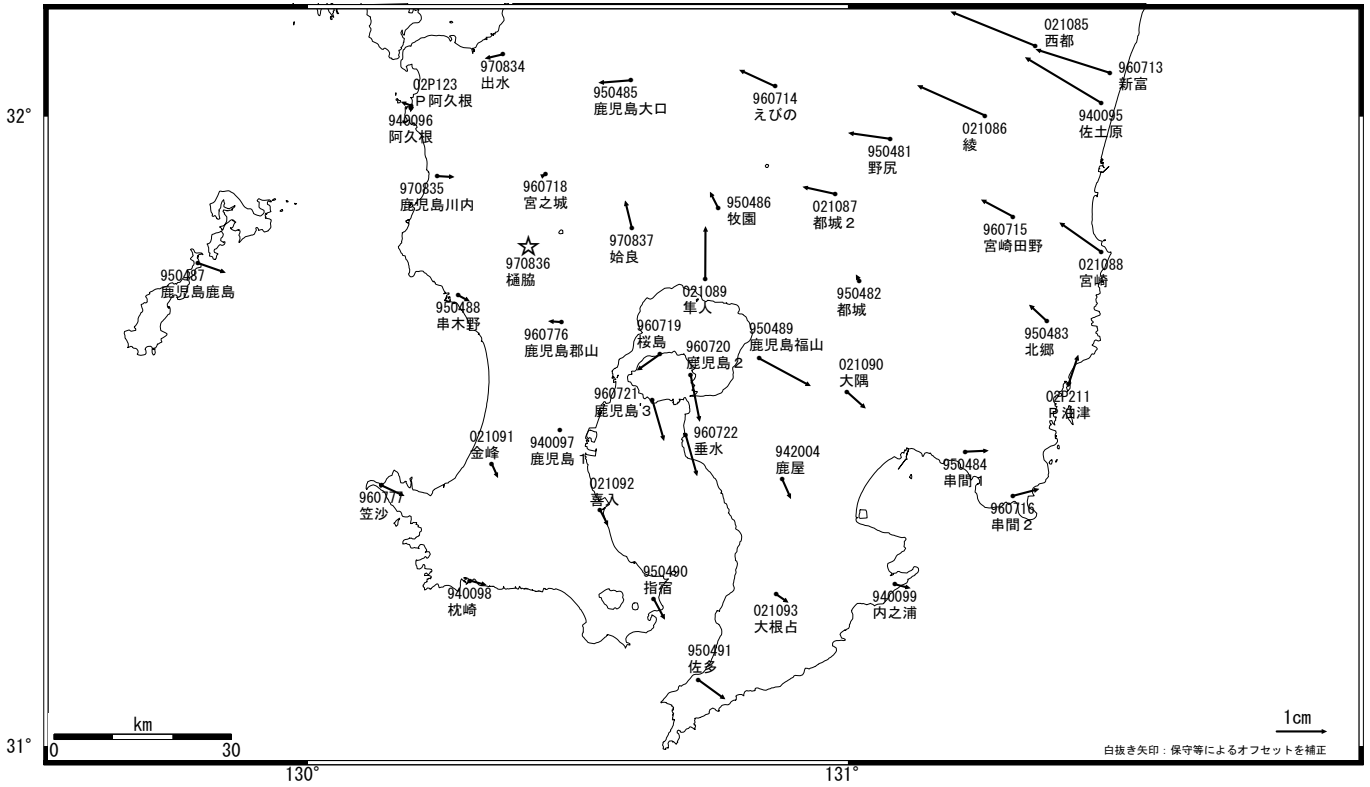 021085
西都
960713
新富
970834
出水
02P123
P阿久根
950485
鹿児島大口
960714
えびの
940095
佐土原
32°
940096
阿久根
021086
綾
950481
野尻
970835
鹿児島川内
960718
宮之城
950486
牧園
021087
都城2
960715
宮崎田野
970837
姶良
970836
樋脇
021088
宮崎
950487
鹿児島鹿島
021089
隼人
950482
都城
950488
串木野
960776
鹿児島郡山
960719
桜島
960720
鹿児島2
950489
鹿児島福山
950483
北郷
021090
大隅
960721
鹿児島3
02P211
P油津
021091
金峰
940097
鹿児島1
960722
垂水
942004
鹿屋
950484
串間1
960777
笠沙
021092
喜入
960716
串間2
950490
指宿
940098
枕崎
021093
大根占
940099
内之浦
950491
佐多
km
0 30
1cm
31°
白抜き矢印:保守等によるオフセットを補正
130° 131°